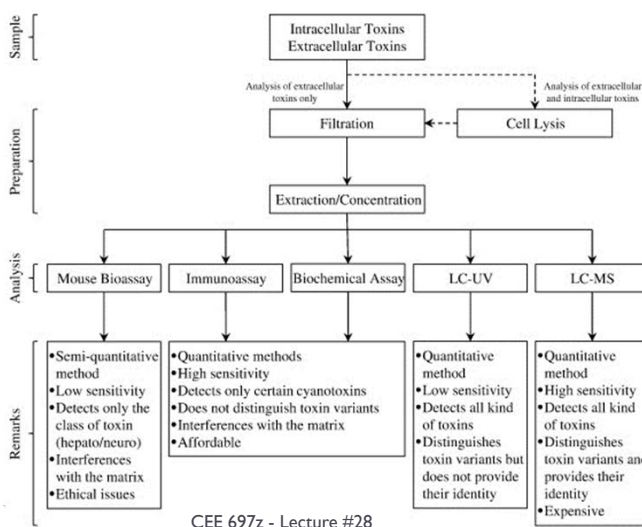 Sample
Intracellular Toxins
Extracellular Toxins
Analysis of extracellular
toxins only
Analysis of extracellular
and intracellular toxins
Preparation
Filtration
Cell Lysis
Extraction/Concentration
Analysis
Mouse Bioassay
Immunoassay
Biochemical Assay
LC-UV
LC-MS
Remarks
•Semi-quantitative
method
•Low sensitivity
•Detects only the
class of toxin
(hepato/neuro)
•Interferences
with the matrix
•Ethical issues
•Quantitative methods
•High sensitivity
•Detects only certain cyanotoxins
•Does not distinguish toxin variants
•Interferences with the matrix
•Affordable
•Quantitative
method
•Low sensitivity
•Detects all kind
of toxins
•Distinguishes
toxin variants but
does not provide
their identity
•Quantitative
method
•High sensitivity
•Detects all kind
of toxins
•Distinguishes
toxin variants and
provides their
identity
•Expensive
CEE 697z - Lecture #28